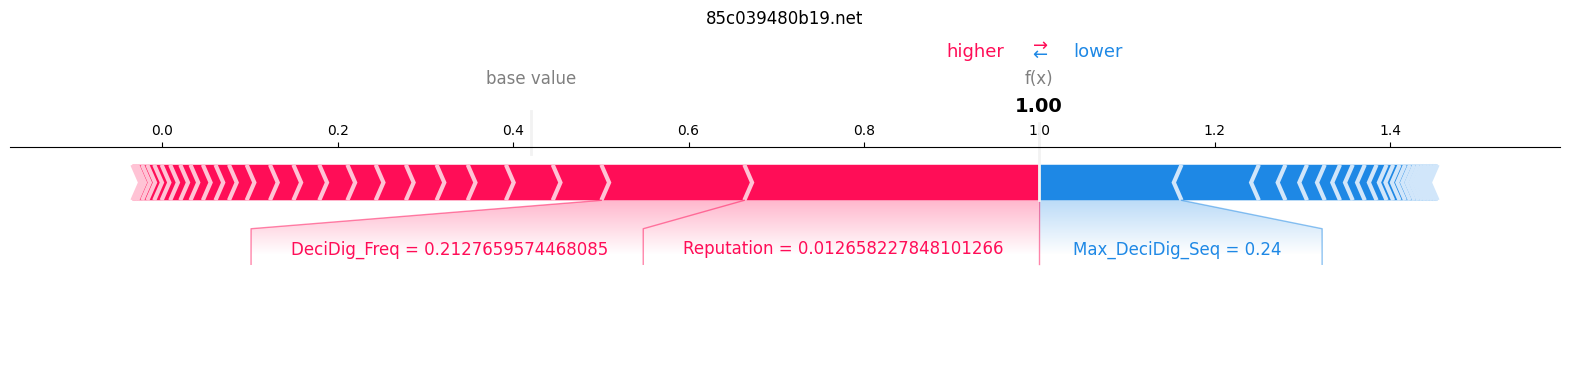 85c039480b19.net
higher → ← lower
base value f(x)
1.00
0.0 0.2 0.4 0.6 0.8 1 0 1.2 1.4
DeciDig_Freq = 0.2127659574468085 Reputation = 0.012658227848101266 Max_DeciDig_Seq = 0.24